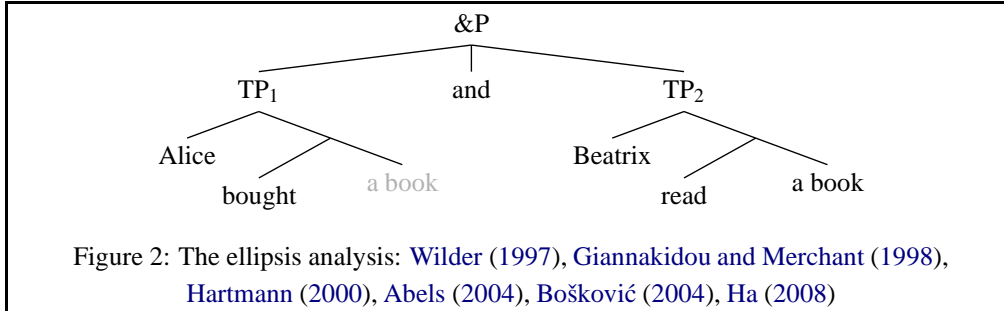 &P
TP1 and TP2
Alice Beatrix
bought a book read a book
Figure 2: The ellipsis analysis: Wilder (1997), Giannakidou and Merchant (1998),
Hartmann (2000), Abels (2004), Bošković (2004), Ha (2008)